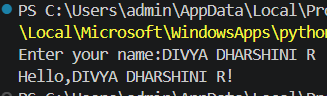 PS C:\Users\admin\AppData\Local\Pro
\Local\Microsoft\WindowsApps\python
Enter your name:DIVYA DHARSHINI R
Hello,DIVYA DHARSHINI R!
PS C:\Users\admin\AppData\Local\Pro